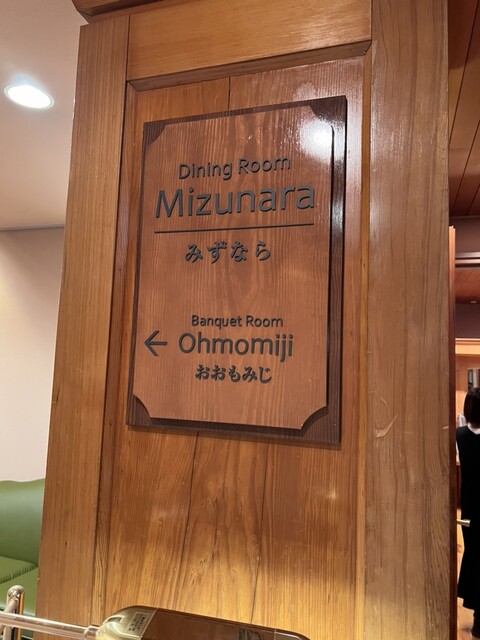 Dining Room
Mizunara
みずなら
Banquet Room
← Ohmomiji
おおもみじ